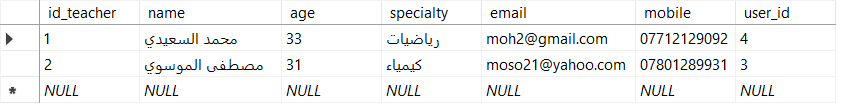 id_teacher name age specialty email mobile user_id
1 محمد السعيدي 33 رياضيات moh2@gmail.com 07712129092 4
2 مصطفى الموسوي 31 كيمياء moso21@yahoo.com 07801289931 3
* NULL NULL NULL NULL NULL NULL NULL